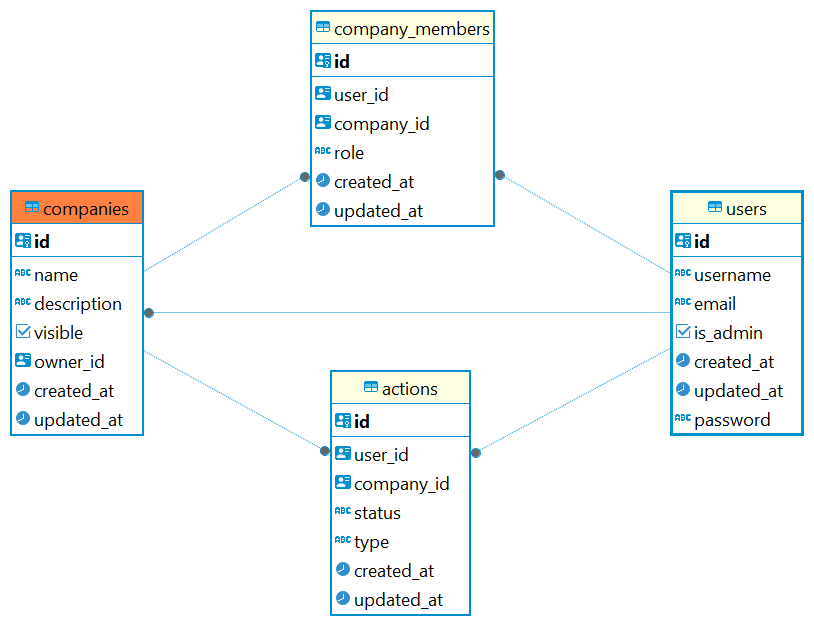 company_members
id
user_id
company_id
ABC role
created_at
updated_at
companies
id
ABC name
ABC description
visible
owner_id
created_at
updated_at
users
id
ABC username
ABC email
is_admin
created_at
updated_at
ABC password
actions
id
user_id
company_id
ABC status
ABC type
created_at
updated_at